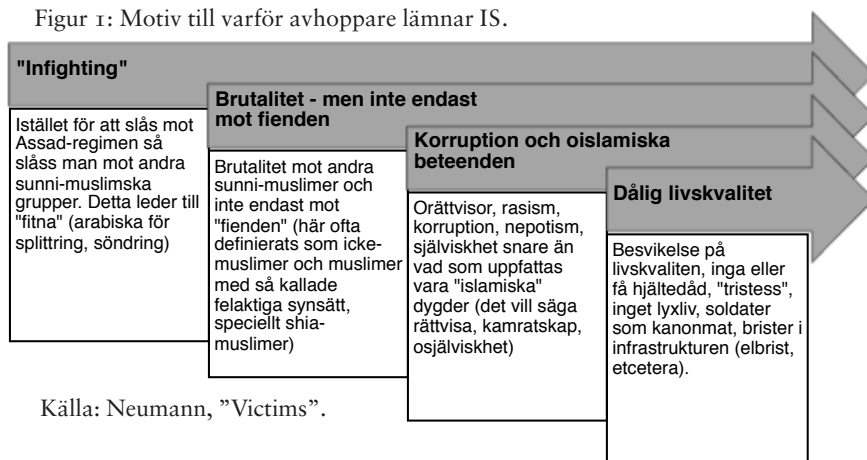 Figur 1: Motiv till varför avhoppare lämnar IS.
"Infighting"
Istället för att slås mot
Assad-regimen så
slåss man mot andra
sunni-muslimska
grupper. Detta leder till
"fitna" (arabiska för
splittring, söndring)
Brutalitet - men inte endast
mot fienden
Brutalitet mot andra
sunni-muslimer och
inte endast mot
"fienden" (här ofta
definierats som icke-
muslimer och muslimer
med så kallade
felaktiga synsätt,
speciellt shia-
muslimer)
Korruption och oislamiska
beteenden
Orättvisor, rasism,
korruption, nepotism,
själviskhet snare än
vad som uppfattas
vara "islamiska"
dygder (det vill säga
rättvisa, kamratskap,
osjälviskhet)
Dålig livskvalitet
Besvikelse på
livskvaliten, inga eller
få hjältedåd, "tristess",
inget lyxliv, soldater
som kanonmat, brister i
infrastrukturen (elbrist,
etcetera).
Källa: Neumann, ”Victims”.